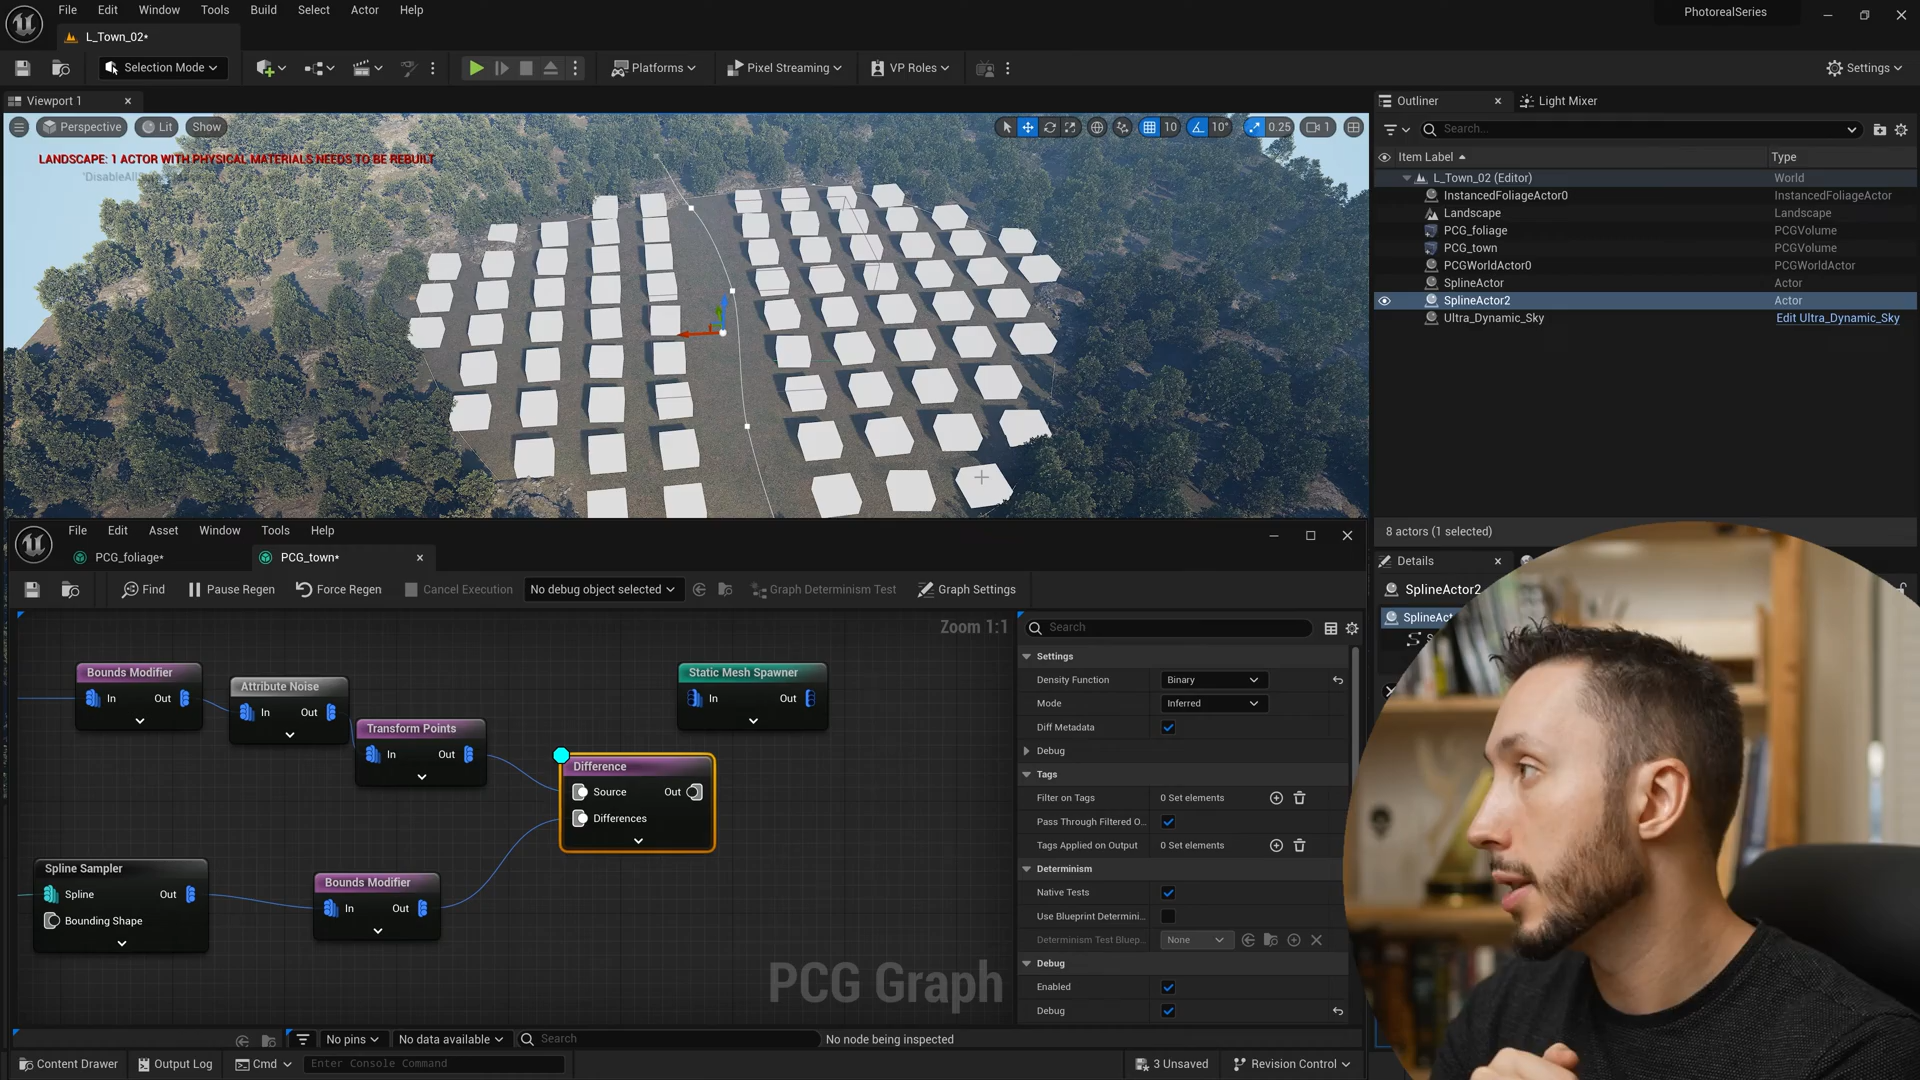 File Edit Window Tools Build Select Actor Help
PhotorealSeries
L_Town_02*
Selection Mode
Platforms
Pixel Streaming
VP Roles
Settings
Viewport 1
Outliner
Light Mixer
Perspective
Lit
Show
10
10°
0.25
1
Search...
LANDSCAPE: 1 ACTOR WITH PHYSICAL MATERIALS NEEDS TO BE REBUILT
Item Label
Type
L_Town_02 (Editor) World
InstancedFoliageActor0 InstancedFoliageActor
Landscape Landscape
PCG_foliage PCGVolume
PCG_town PCGVolume
PCGWorldActor0 PCGWorldActor
SplineActor Actor
SplineActor2 Actor
Ultra_Dynamic_Sky Edit Ultra_Dynamic_Sky
8 actors (1 selected)
Details
SplineActor2
File Edit Asset Window Tools Help
PCG_foliage*
PCG_town*
Find
Pause Regen
Force Regen
Cancel Execution
No debug object selected
Graph Determinism Test
Graph Settings
Zoom 1:1
Search
Bounds Modifier
In Out
Attribute Noise
In Out
Transform Points
In Out
Static Mesh Spawner
In Out
Difference
Source Out
Differences
Spline Sampler
Spline Out
Bounding Shape
Bounds Modifier
In Out
PCG Graph
Settings
Density Function Binary
Mode Inferred
Diff Metadata
Debug
Tags
Filter on Tags 0 Set elements
Pass Through Filtered O...
Tags Applied on Output 0 Set elements
Determinism
Native Tests
Use Blueprint Determini...
Determinism Test Bluep... None
Debug
Enabled
Debug
No pins
No data available
Search
No node being inspected
Content Drawer
Output Log
Cmd
Enter Console Command
3 Unsaved
Revision Control